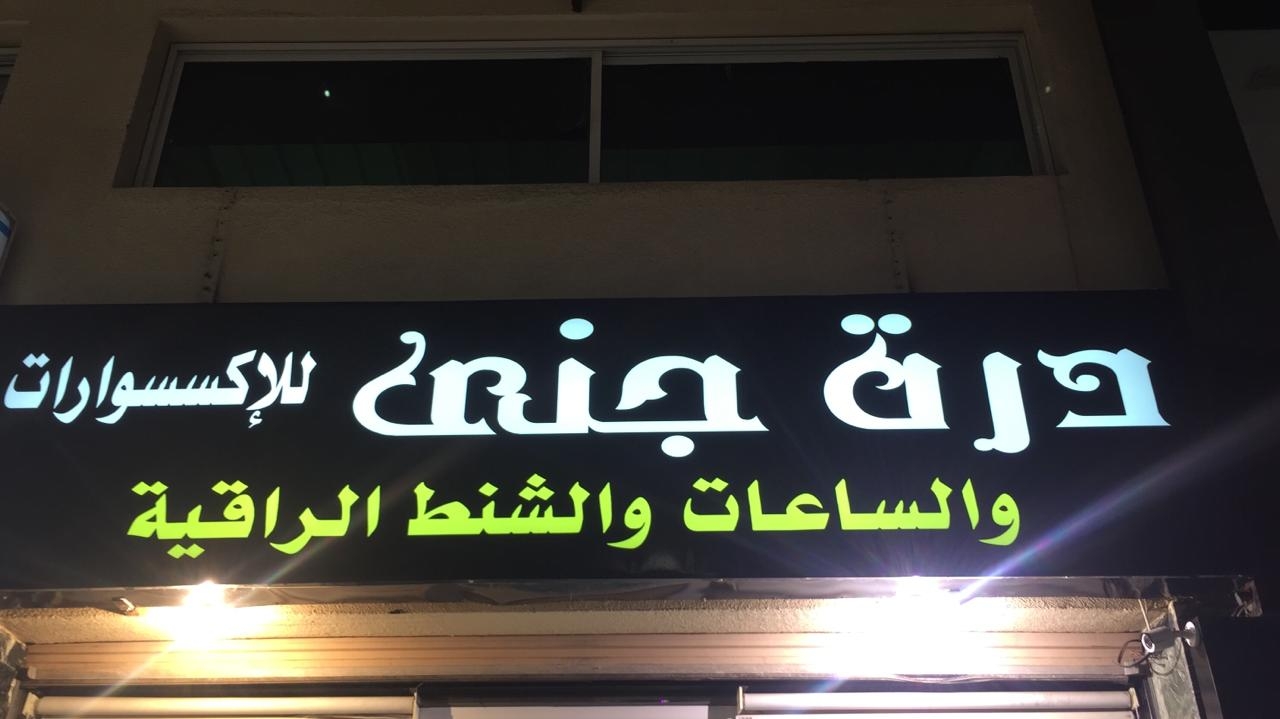 درة جنى للإكسسوارات
والساعات والشنط الراقية